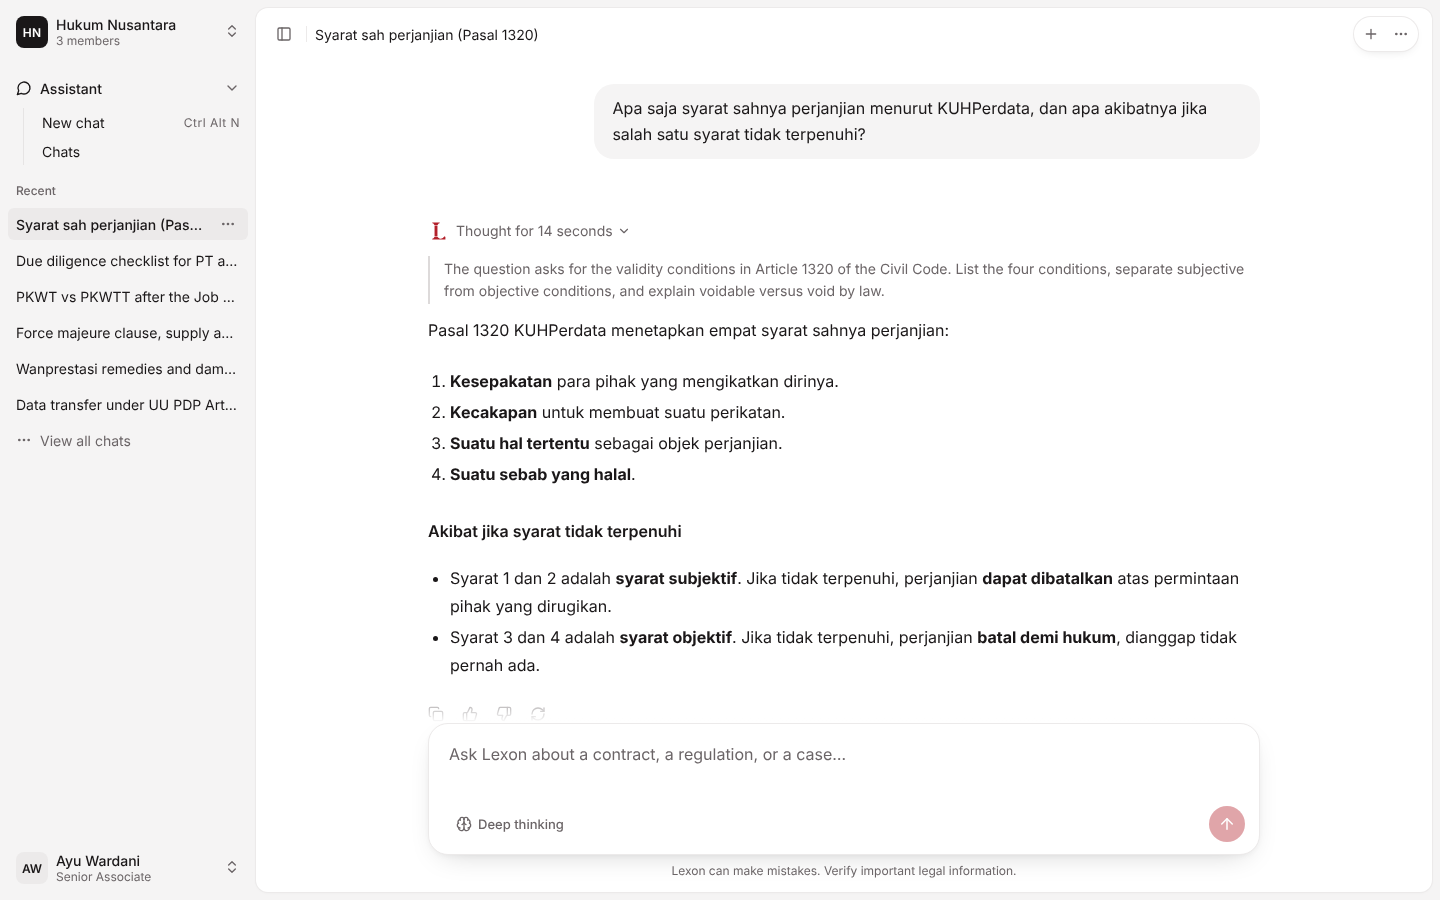 HN
Hukum Nusantara
3 members
Assistant
New chat
Ctrl Alt N
Chats
Recent
Syarat sah perjanjian (Pas...
Due diligence checklist for PT a...
PKWT vs PKWTT after the Job ...
Force majeure clause, supply a...
Wanprestasi remedies and dam...
Data transfer under UU PDP Art...
View all chats
AW
Ayu Wardani
Senior Associate
Syarat sah perjanjian (Pasal 1320)
Apa saja syarat sahnya perjanjian menurut KUHPerdata, dan apa akibatnya jika
salah satu syarat tidak terpenuhi?
L
Thought for 14 seconds
The question asks for the validity conditions in Article 1320 of the Civil Code. List the four conditions, separate subjective
from objective conditions, and explain voidable versus void by law.
Pasal 1320 KUHPerdata menetapkan empat syarat sahnya perjanjian:
1. Kesepakatan para pihak yang mengikatkan dirinya.
2. Kecakapan untuk membuat suatu perikatan.
3. Suatu hal tertentu sebagai objek perjanjian.
4. Suatu sebab yang halal.
Akibat jika syarat tidak terpenuhi
• Syarat 1 dan 2 adalah syarat subjektif. Jika tidak terpenuhi, perjanjian dapat dibatalkan atas permintaan
pihak yang dirugikan.
• Syarat 3 dan 4 adalah syarat objektif. Jika tidak terpenuhi, perjanjian batal demi hukum, dianggap tidak
pernah ada.
Ask Lexon about a contract, a regulation, or a case...
Deep thinking
Lexon can make mistakes. Verify important legal information.